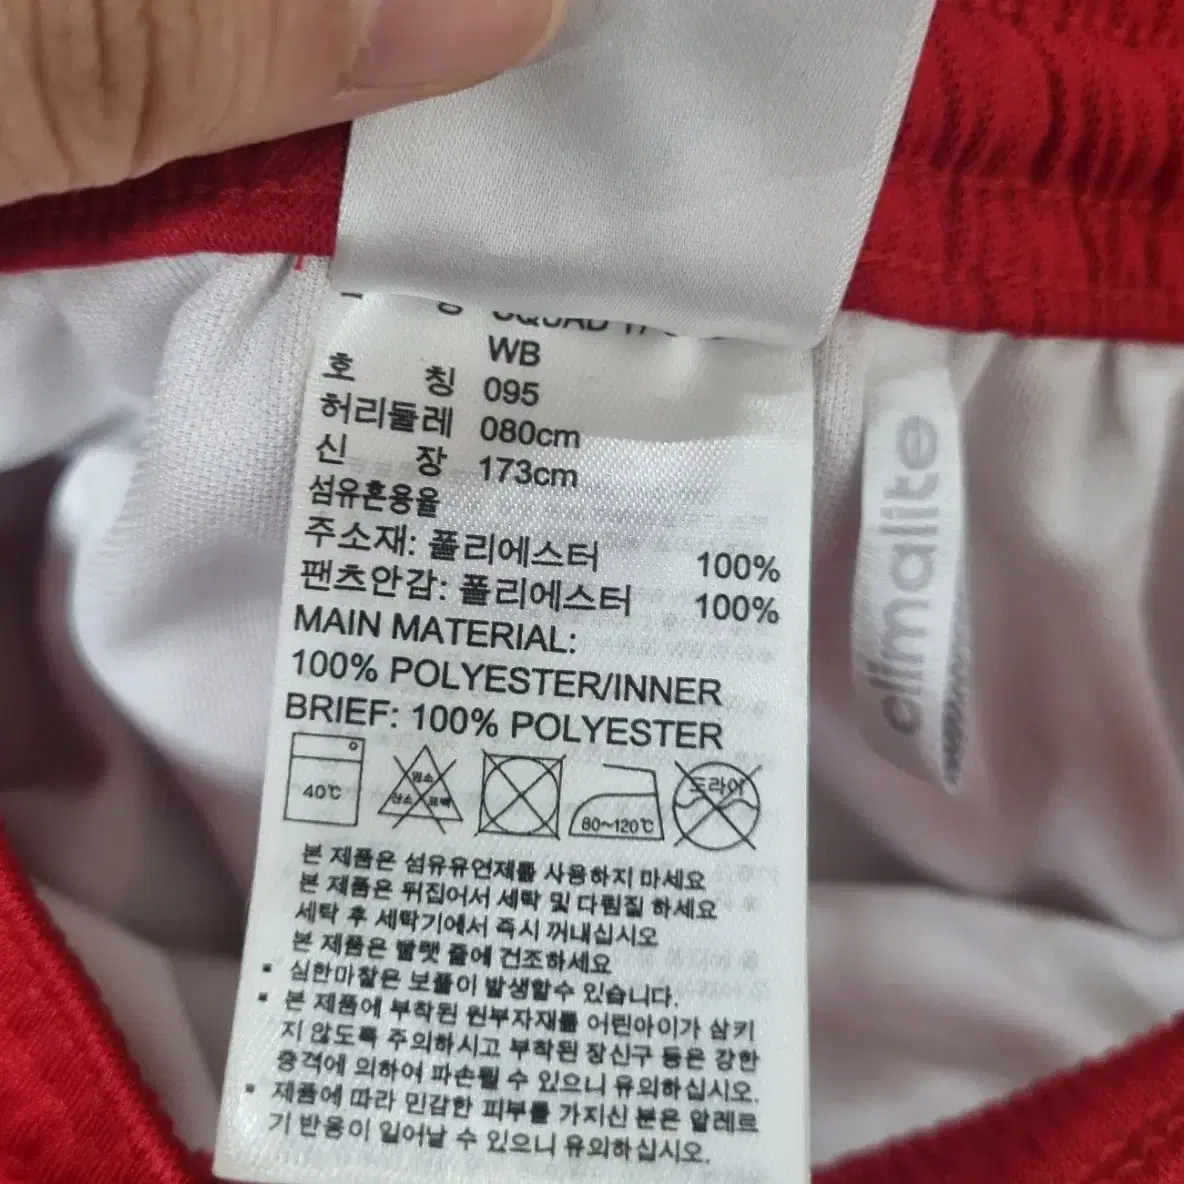 WB
호 칭 095
허리둘레 080cm
신 장 173cm
섬유혼용율
주소재: 폴리에스터 100%
팬츠안감: 폴리에스터 100%
MAIN MATERIAL:
100% POLYESTER/INNER
BRIEF: 100% POLYESTER
40℃
염소
산소 표백
80~120℃
드라이
본 제품은 섬유유연제를 사용하지 마세요
본 제품은 뒤집어서 세탁 및 다림질 하세요
세탁 후 세탁기에서 즉시 꺼내십시오
본 제품은 빨랫 줄에 건조하세요
▪ 심한마찰은 보풀이 발생할수 있습니다.
▪ 본 제품에 부착된 원부자재를 어린아이가 삼키
지 않도록 주의하시고 부착된 장신구 등은 강한
충격에 의하여 파손될 수 있으니 유의하십시오.
▪ 제품에 따라 민감한 피부를 가지신 분은 알레르
기 반응이 일어날 수 있으니 유의하십시오.
climalite